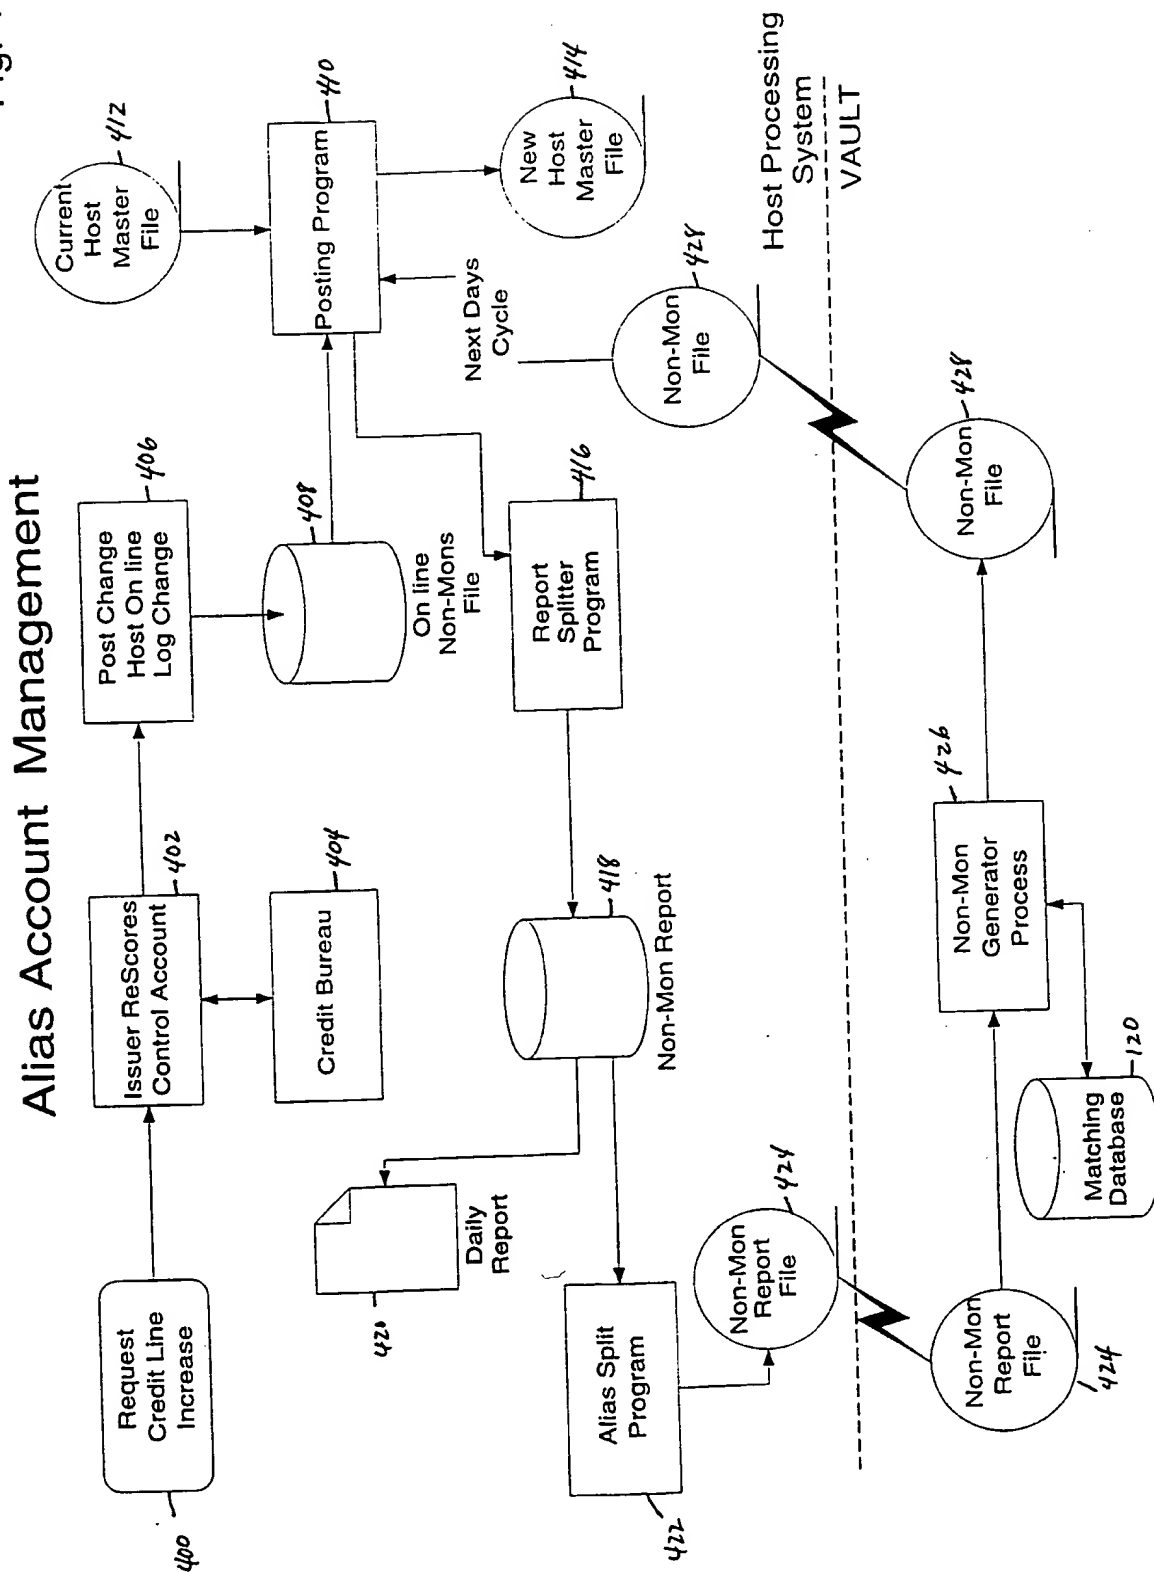 Fig.
Alias Account Management
Request
Credit Line
Increase
400
Issuer ReScores
Control Account
402
Credit Bureau
404
Post Change
Host On line
Log Change
406
408
On line
Non-Mons
File
Current
Host
Master
File
412
Posting Program
410
New
Host
Master
File
414
Next Days
Cycle
Report
Splitter
Program
416
418
Non-Mon Report
Daily
Report
420
Alias Split
Program
422
Non-Mon
Report
File
424
Non-Mon
File
428
Host Processing
System
VAULT
Non-Mon
Report
File
424
Matching
Database
120
Non-Mon
Generator
Process
426
Non-Mon
File
428